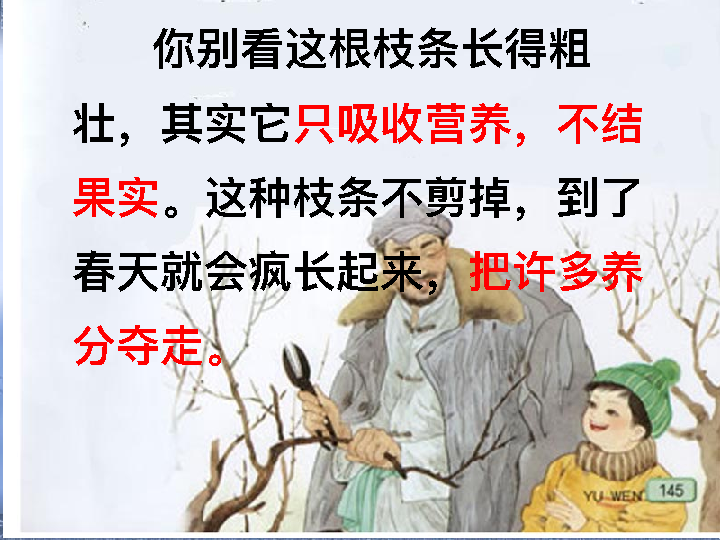 你别看这根枝条长得粗
壮，其实它只吸收营养，不结
果实。这种枝条不剪掉，到了
春天就会疯长起来，把许多养
分夺走。
YU WEN 145